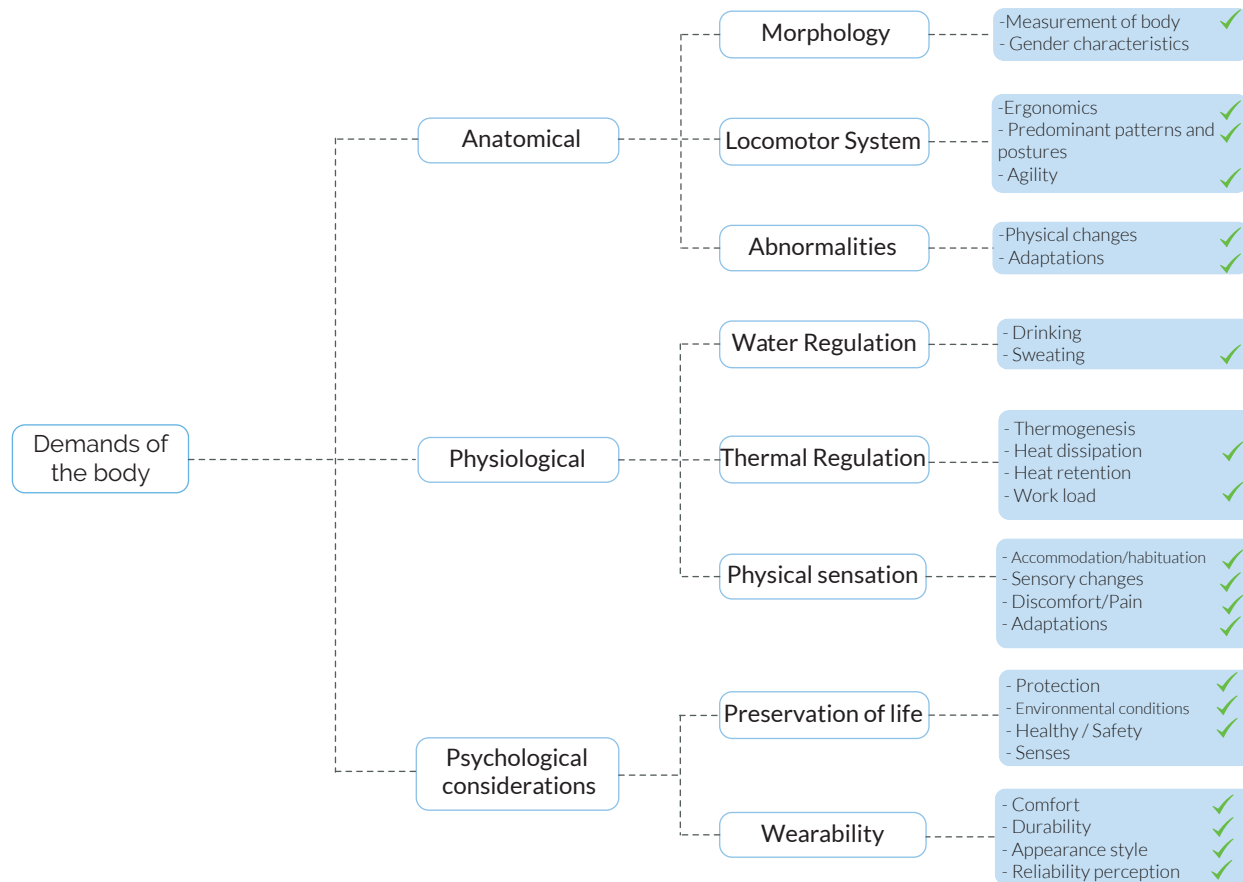 Demands of
the body
Anatomical
Morphology
-Measurement of body
- Gender characteristics
Locomotor System
-Ergonomics
- Predominant patterns and
postures
- Agility
Abnormalities
-Physical changes
- Adaptations
Physiological
Water Regulation
- Drinking
- Sweating
Thermal Regulation
- Thermogenesis
- Heat dissipation
- Heat retention
- Work load
Physical sensation
- Accommodation/habituation
- Sensory changes
- Discomfort/Pain
- Adaptations
Psychological
considerations
Preservation of life
- Protection
- Environmental conditions
- Healthy / Safety
- Senses
Wearability
- Comfort
- Durability
- Appearance style
- Reliability perception